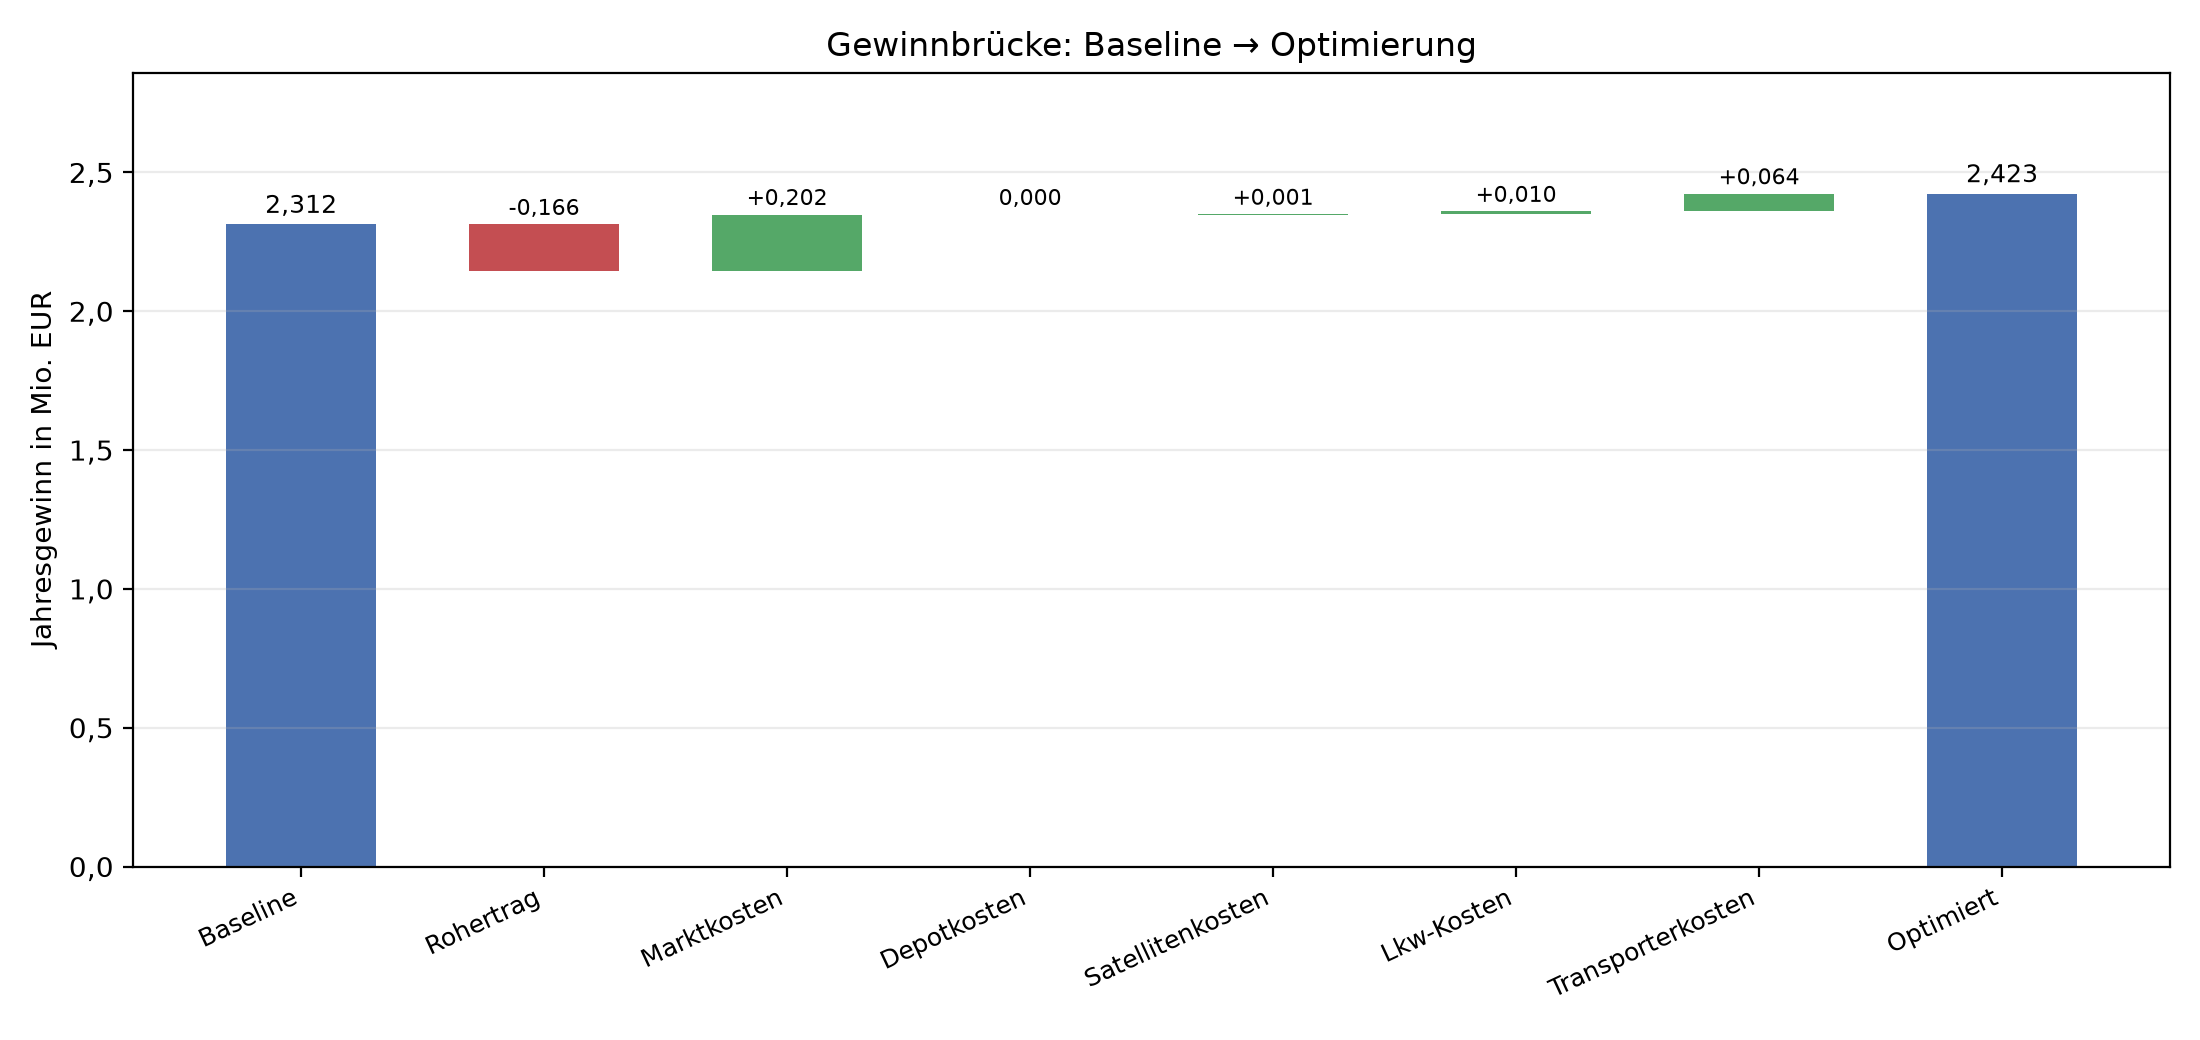 Gewinnbrücke: Baseline → Optimierung
Jahresgewinn in Mio. EUR
2,5
2,0
1,5
1,0
0,5
0,0
2,312
-0,166
+0,202
0,000
+0,001
+0,010
+0,064
2,423
Baseline
Rohertrag
Marktkosten
Depotkosten
Satellitenkosten
Lkw-Kosten
Transporterkosten
Optimiert